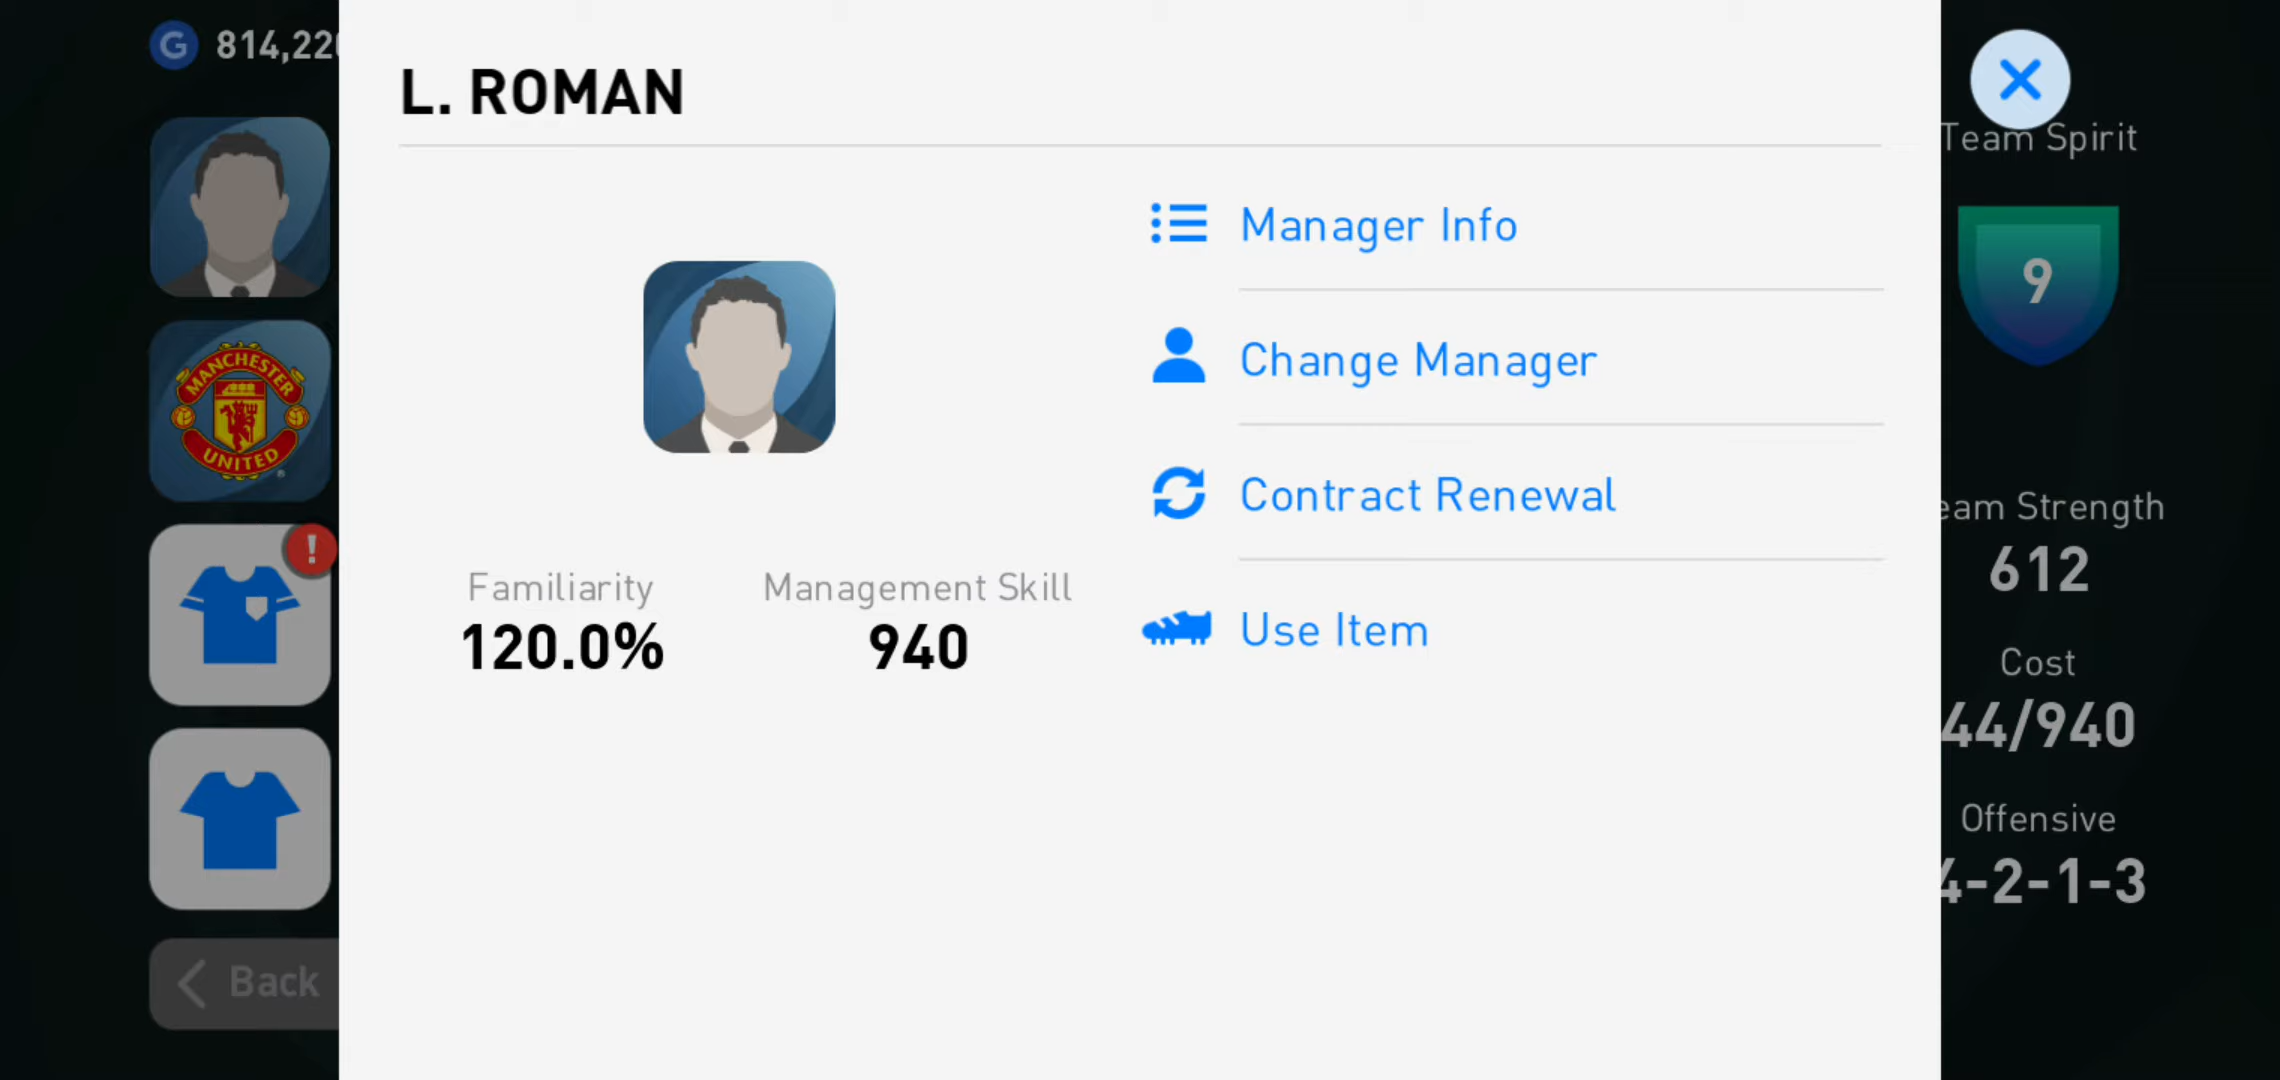 G 814,220
L. ROMAN
Team Spirit
Manager Info
9
Change Manager
MANCHESTER
UNITED
Contract Renewal
eam Strength
612
!
Familiarity
120.0%
Management Skill
940
Use Item
Cost
44/940
Offensive
4-2-1-3
Back